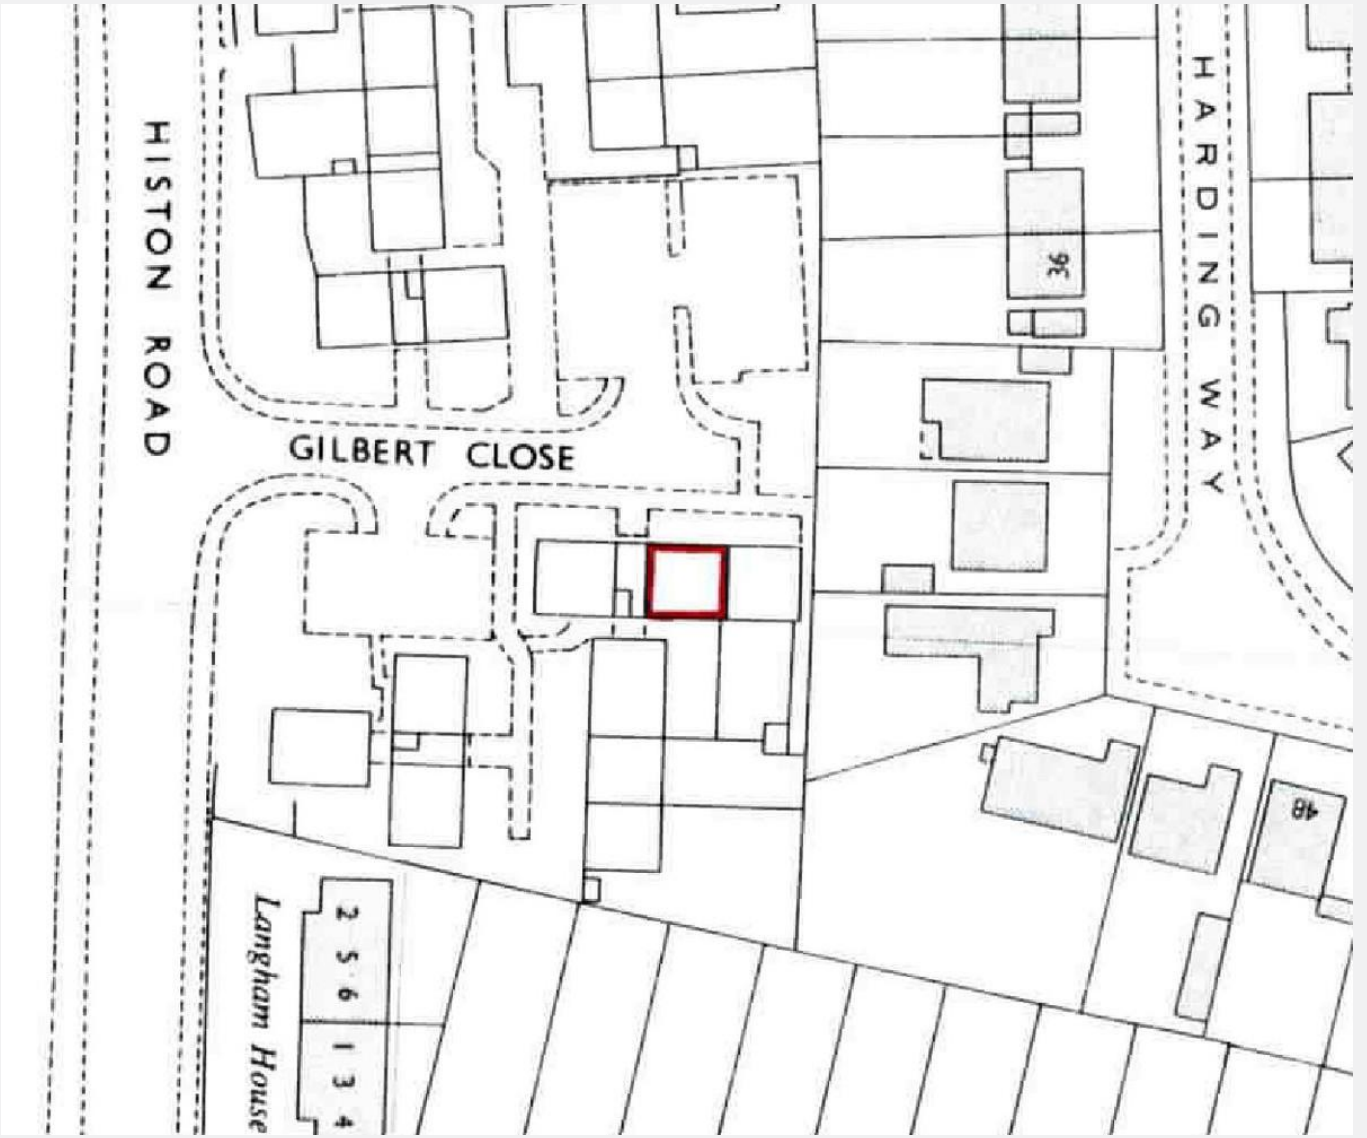 HISTON ROAD
GILBERT CLOSE
HARDING WAY
36
48
Langham House
2 5 6
1 3 4